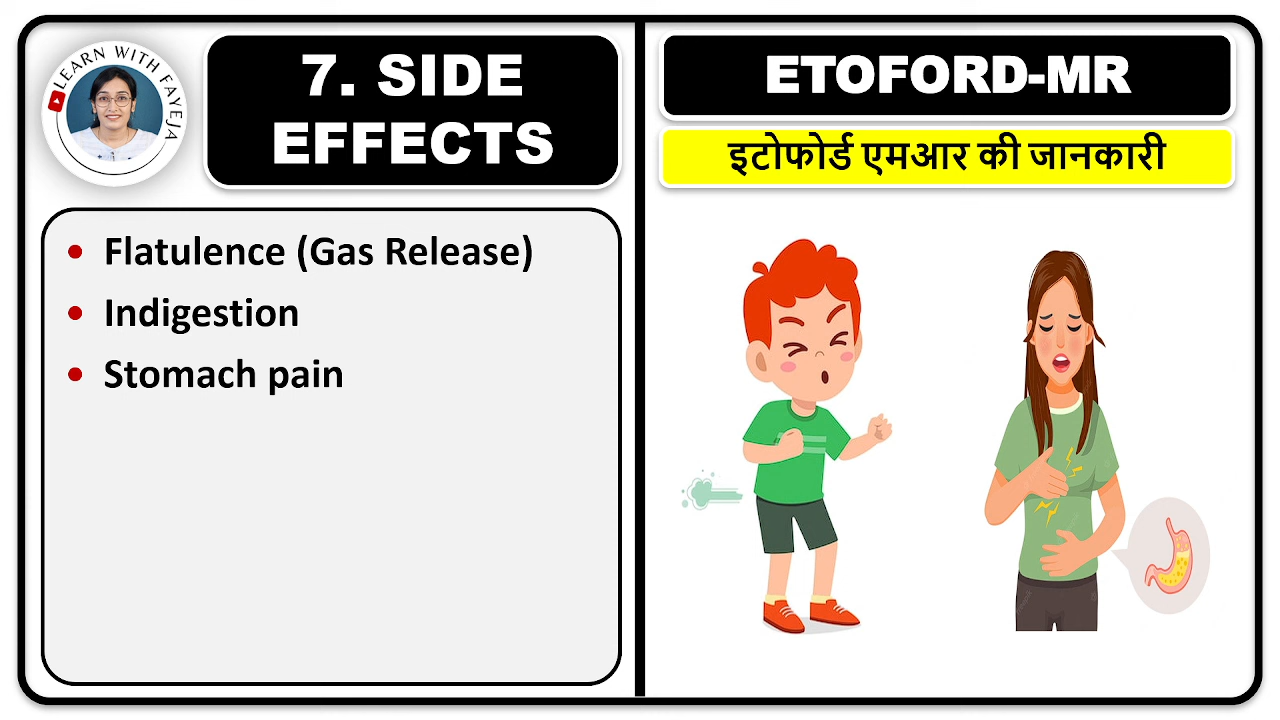 LEARN WITH FAYEJA
7. SIDE
EFFECTS
• Flatulence (Gas Release)
• Indigestion
• Stomach pain
ETOFORD-MR
इटोफोर्ड एमआर की जानकारी